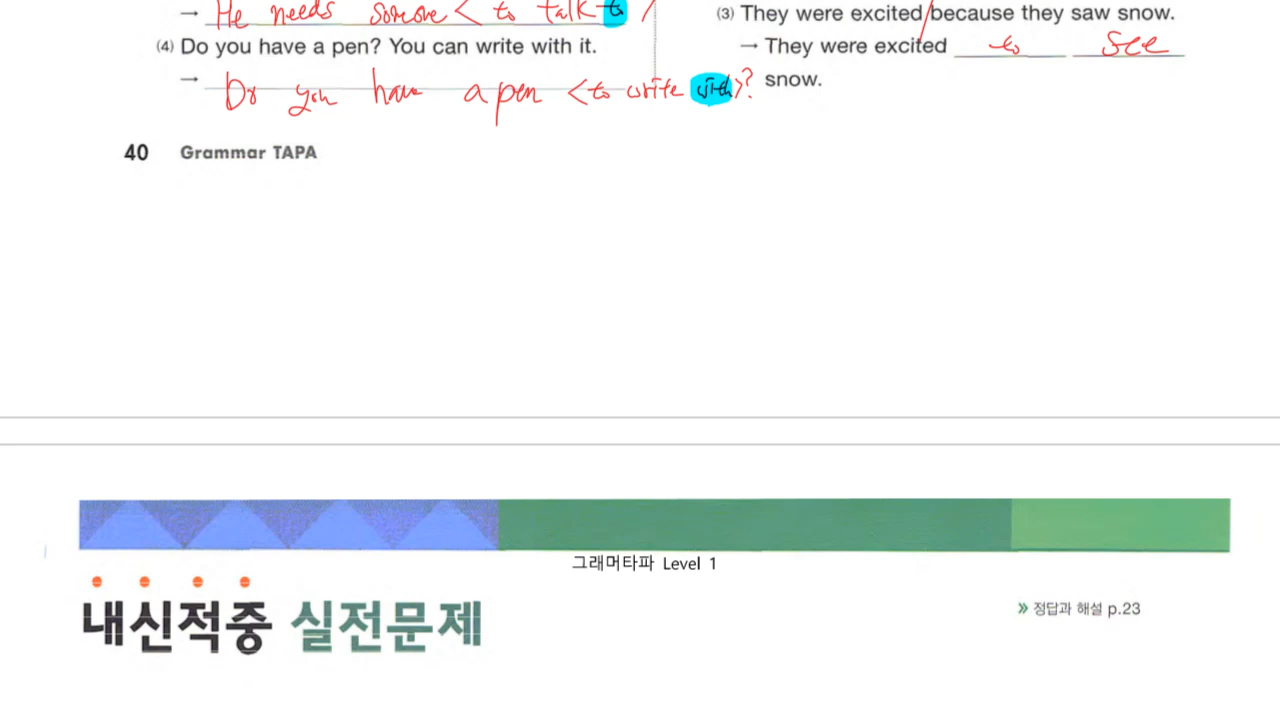 → He needs someone < to talk to /
(4) Do you have a pen? You can write with it.
→ Do you have a pen <to write with>?
(3) They were excited/because they saw snow.
→ They were excited to see
snow.
40 Grammar TAPA
그래머타파 Level 1
내신적중 실전문제
» 정답과 해설 p.23